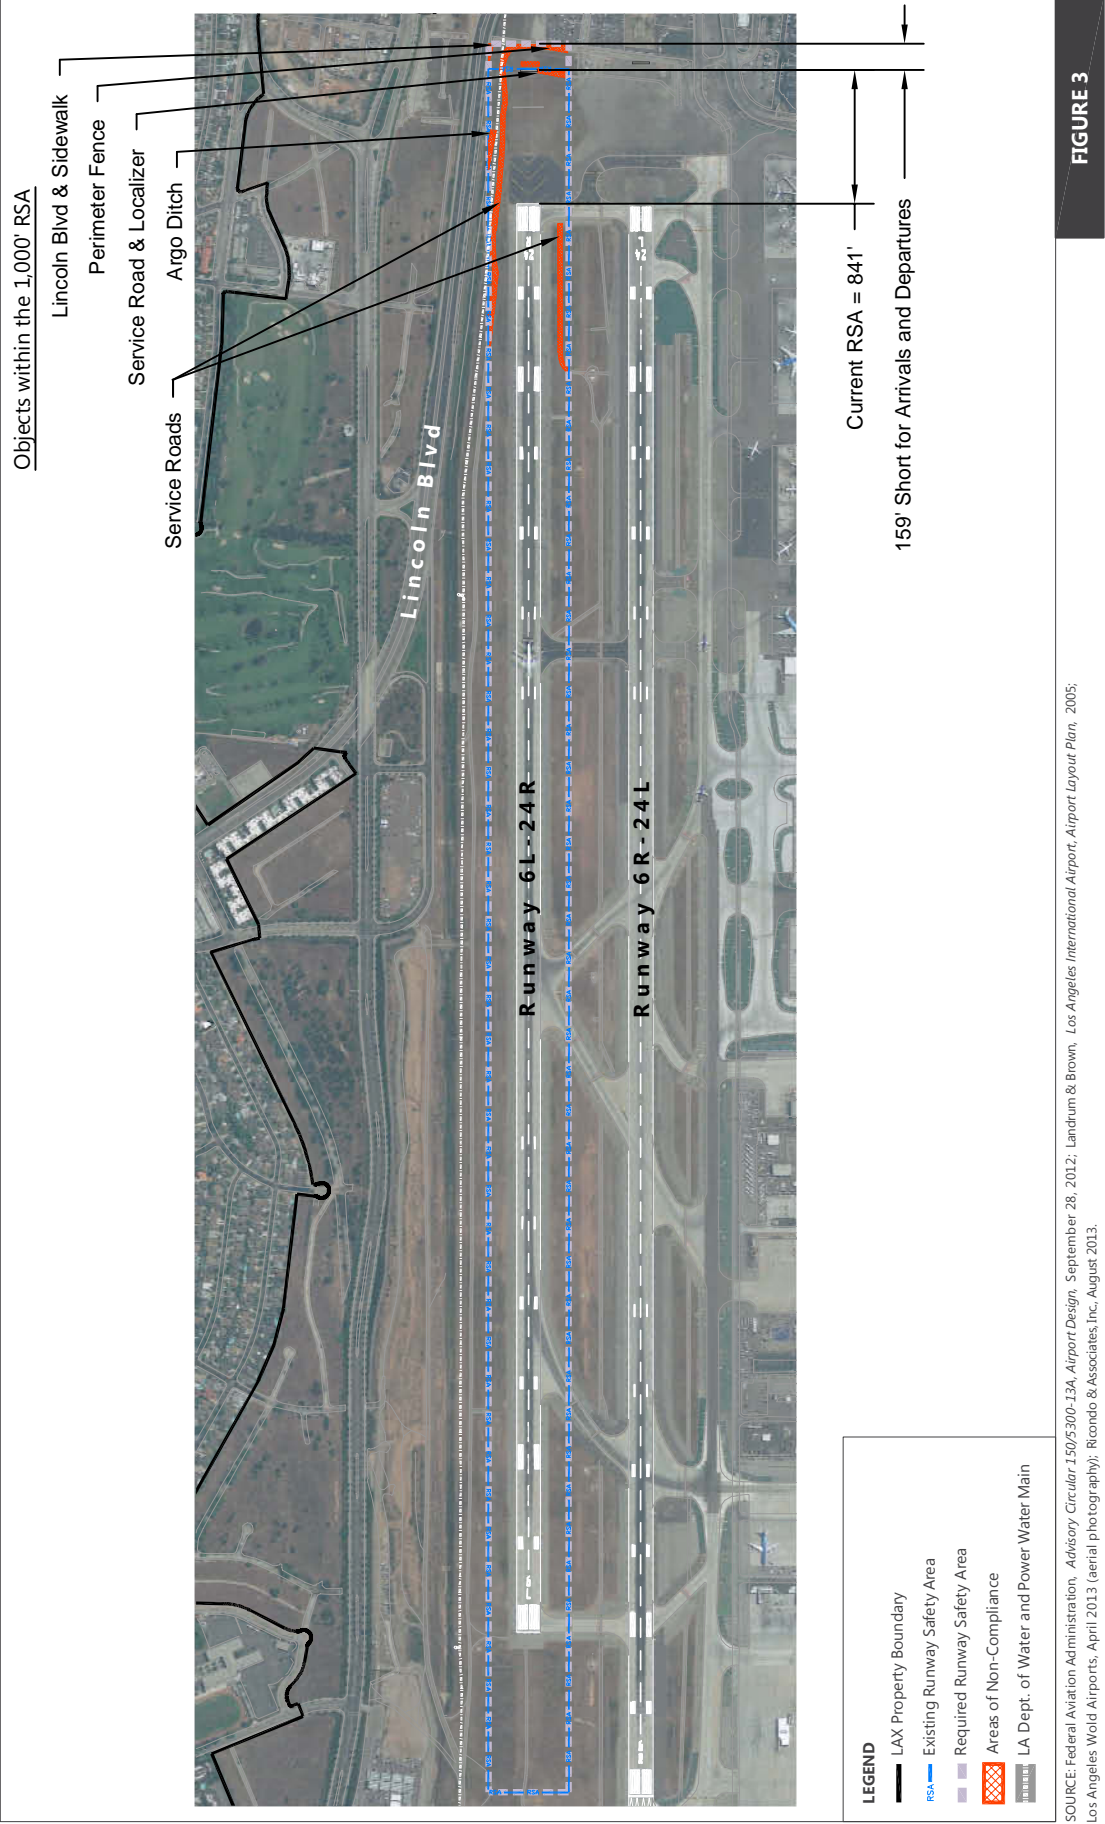 Objects within the 1,000' RSA
Lincoln Blvd & Sidewalk
Perimeter Fence
Service Road & Localizer
Argo Ditch
Service Roads
Lincoln Blvd
Runway 6L-24R
Runway 6R-24L
Current RSA = 841'
159' Short for Arrivals and Departures
FIGURE 3
LEGEND
LAX Property Boundary
RSA Existing Runway Safety Area
Required Runway Safety Area
Areas of Non-Compliance
LA Dept. of Water and Power Water Main
SOURCE: Federal Aviation Administration, Advisory Circular 150/5300-13A, Airport Design, September 28, 2012; Landrum & Brown, Los Angeles International Airport, Airport Layout Plan, 2005;
Los Angeles Wold Airports, April 2013 (aerial photography); Ricondo & Associates, Inc., August 2013.